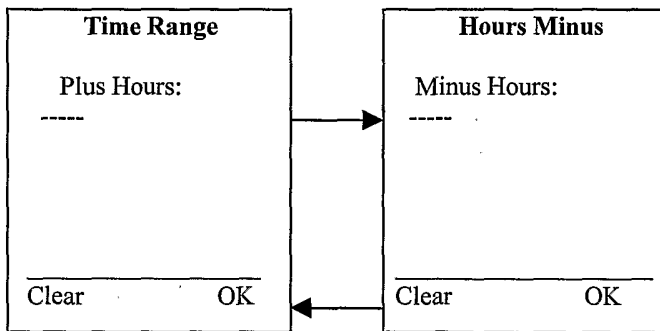 Time Range
Plus Hours:
-----
Clear OK
Hours Minus
Minus Hours:
-----
Clear OK